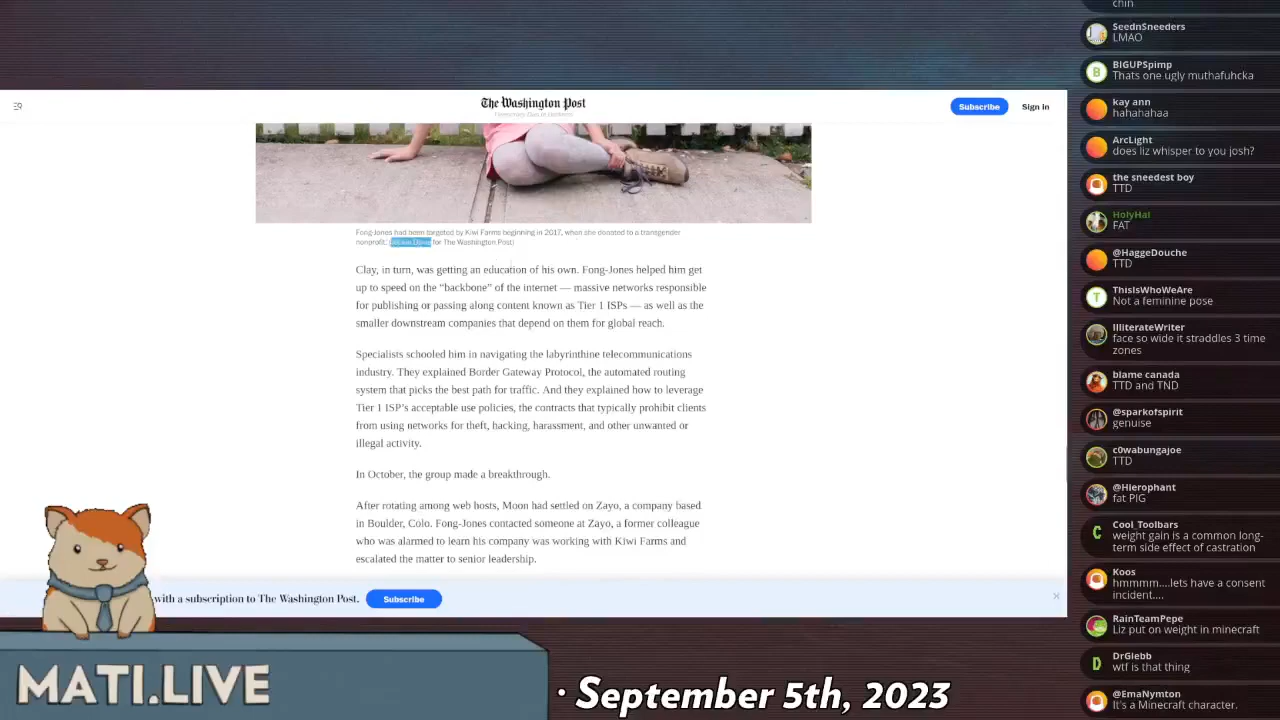 The Washington Post
Democracy Dies in Darkness
Subscribe
Sign in
Fong-Jones had been targeted by Kiwi Farms beginning in 2017, when she donated to a transgender
nonprofit. for The Washington Post)
Clay, in turn, was getting an education of his own. Fong-Jones helped him get
up to speed on the “backbone” of the internet — massive networks responsible
for publishing or passing along content known as Tier 1 ISPs — as well as the
smaller downstream companies that depend on them for global reach.
Specialists schooled him in navigating the labyrinthine telecommunications
industry. They explained Border Gateway Protocol, the automated routing
system that picks the best path for traffic. And they explained how to leverage
Tier 1 ISP’s acceptable use policies, the contracts that typically prohibit clients
from using networks for theft, hacking, harassment, and other unwanted or
illegal activity.
In October, the group made a breakthrough.
After rotating among web hosts, Moon had settled on Zayo, a company based
in Boulder, Colo. Fong-Jones contacted someone at Zayo, a former colleague
who was alarmed to learn his company was working with Kiwi Farms and
escalated the matter to senior leadership.
with a subscription to The Washington Post.
Subscribe
MATI.LIVE
· September 5th, 2023
chin
SeednSneeders
LMAO
BIGUPSpimp
Thats one ugly muthafuhcka
kay ann
hahahahaa
ArcLight
does liz whisper to you josh?
the sneedest boy
TTD
HolyHal
FAT
@HaggeDouche
TTD
ThisIsWhoWeAre
Not a feminine pose
IlliterateWriter
face so wide it straddles 3 time
zones
blame canada
TTD and TND
@sparkofspirit
genuise
c0wabungajoe
TTD
@Hierophant
fat PIG
Cool_Toolbars
weight gain is a common long-
term side effect of castration
Koos
hmmmm....lets have a consent
incident....
RainTeamPepe
Liz put on weight in minecraft
DrGlebb
wtf is that thing
@EmaNymton
It's a Minecraft character.